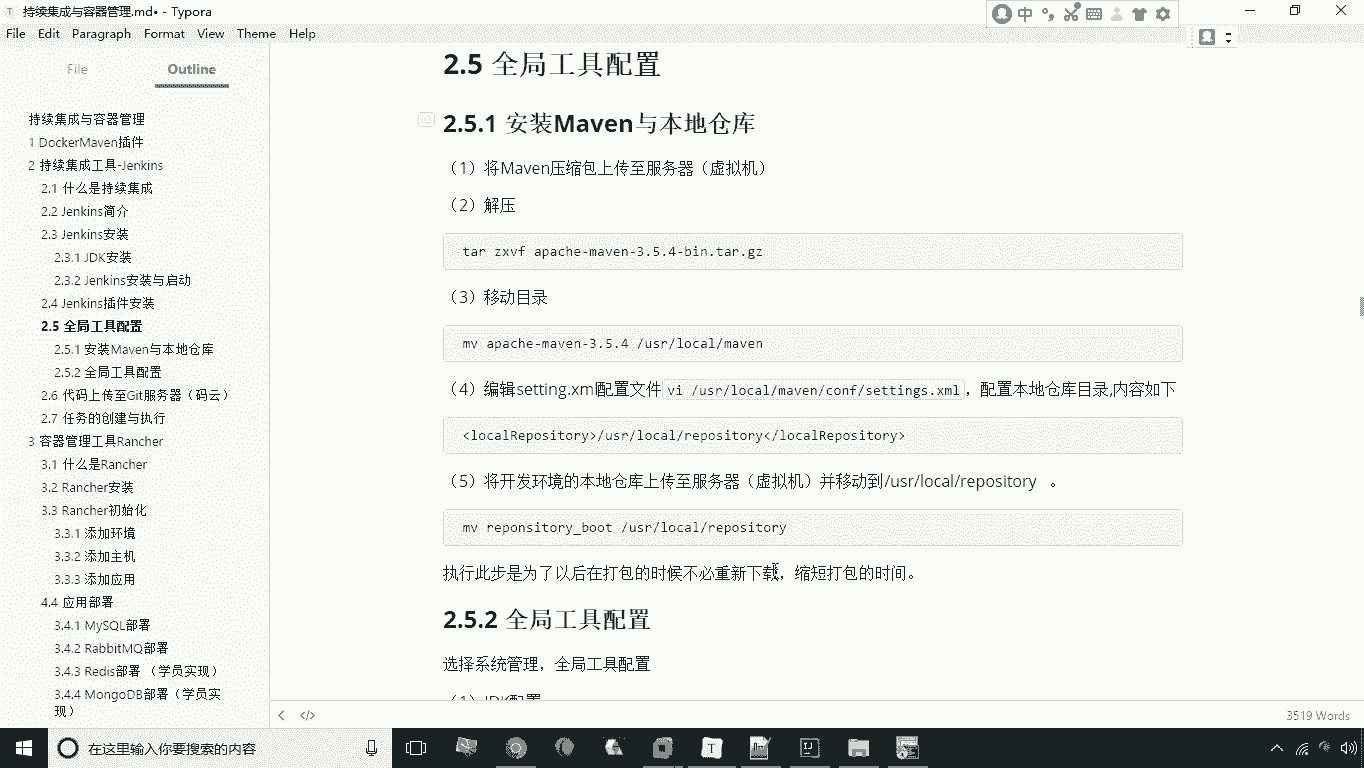 持续集成与容器管理.md• - Typora
中
File Edit Paragraph Format View Theme Help
File Outline
持续集成与容器管理
1 DockerMaven插件
2 持续集成工具-Jenkins
2.1 什么是持续集成
2.2 Jenkins简介
2.3 Jenkins安装
2.3.1 JDK安装
2.3.2 Jenkins安装与启动
2.4 Jenkins插件安装
2.5 全局工具配置
2.5.1 安装Maven与本地仓库
2.5.2 全局工具配置
2.6 代码上传至Git服务器（码云）
2.7 任务的创建与执行
3 容器管理工具Rancher
3.1 什么是Rancher
3.2 Rancher安装
3.3 Rancher初始化
3.3.1 添加环境
3.3.2 添加主机
3.3.3 添加应用
4.4 应用部署
3.4.1 MySQL部署
3.4.2 RabbitMQ部署
3.4.3 Redis部署 （学员实现）
3.4.4 MongoDB部署（学员实
现）
2.5 全局工具配置
2.5.1 安装Maven与本地仓库
（1）将Maven压缩包上传至服务器（虚拟机）
（2）解压
tar zxvf apache-maven-3.5.4-bin.tar.gz
（3）移动目录
mv apache-maven-3.5.4 /usr/local/maven
（4）编辑setting.xml配置文件 vi /usr/local/maven/conf/settings.xml，配置本地仓库目录,内容如下
<localRepository>/usr/local/repository</localRepository>
（5）将开发环境的本地仓库上传至服务器（虚拟机）并移动到/usr/local/repository 。
mv reponsitory_boot /usr/local/repository
执行此步是为了以后在打包的时候不必重新下载，缩短打包的时间。
2.5.2 全局工具配置
选择系统管理，全局工具配置
（1）JDK配置
3519 Words
在这里输入你要搜索的内容